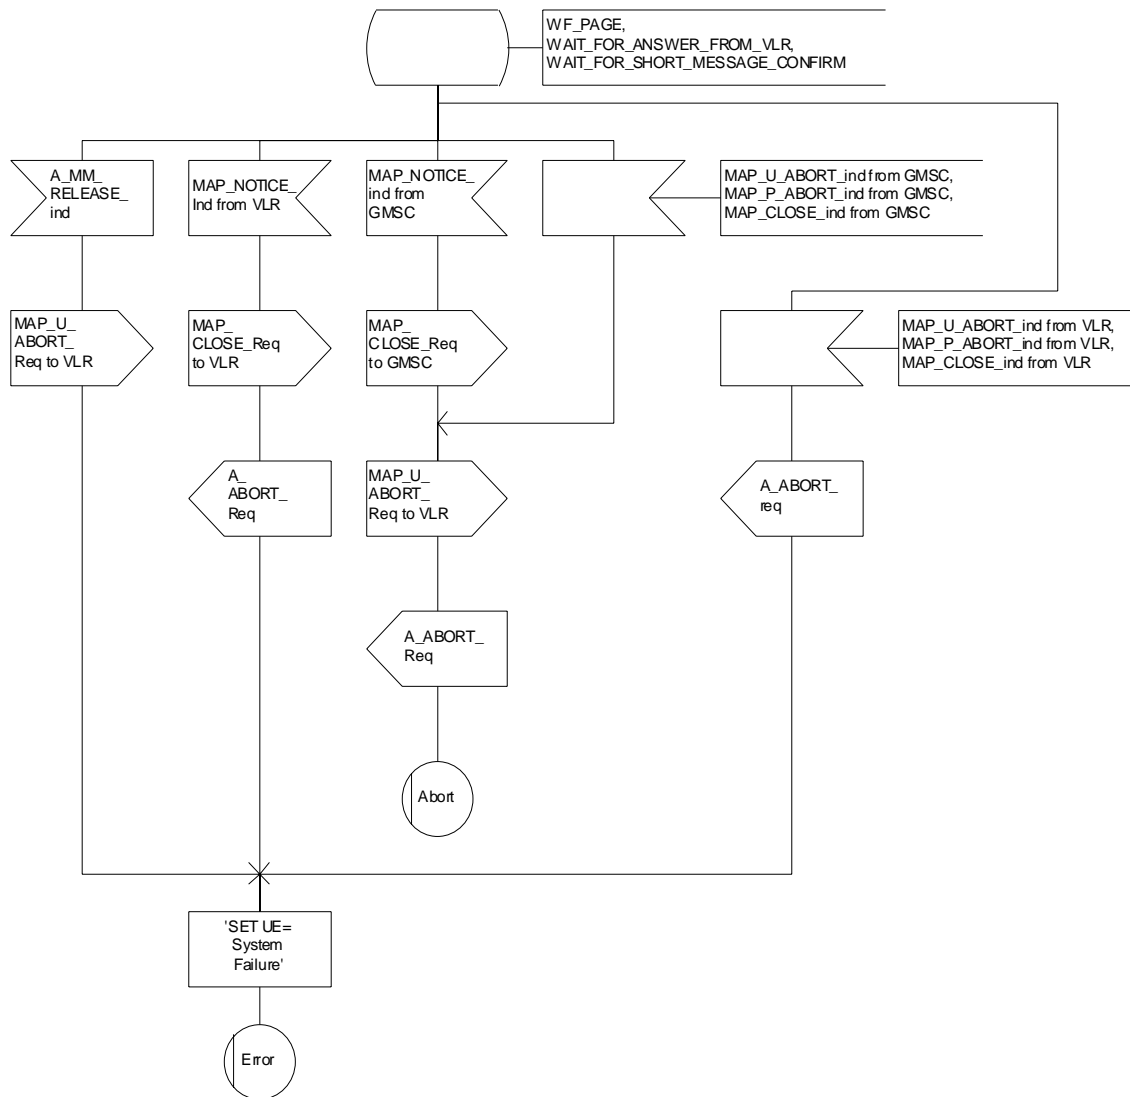 WF_PAGE,
WAIT_FOR_ANSWER_FROM_VLR,
WAIT_FOR_SHORT_MESSAGE_CONFIRM
A_MM_
RELEASE_
ind
MAP_NOTICE_
Ind from VLR
MAP_NOTICE_
ind from
GMSC
MAP_U_ABORT_ind from GMSC,
MAP_P_ABORT_ind from GMSC,
MAP_CLOSE_ind from GMSC
MAP_U_
ABORT_
Req to VLR
MAP_
CLOSE_Req
to VLR
MAP_
CLOSE_Req
to GMSC
MAP_U_ABORT_ind from VLR,
MAP_P_ABORT_ind from VLR,
MAP_CLOSE_ind from VLR
A_
ABORT_
Req
MAP_U_
ABORT_
Req to VLR
A_ABORT_
req
A_ABORT_
Req
Abort
'SET UE=
System
Failure'
Error